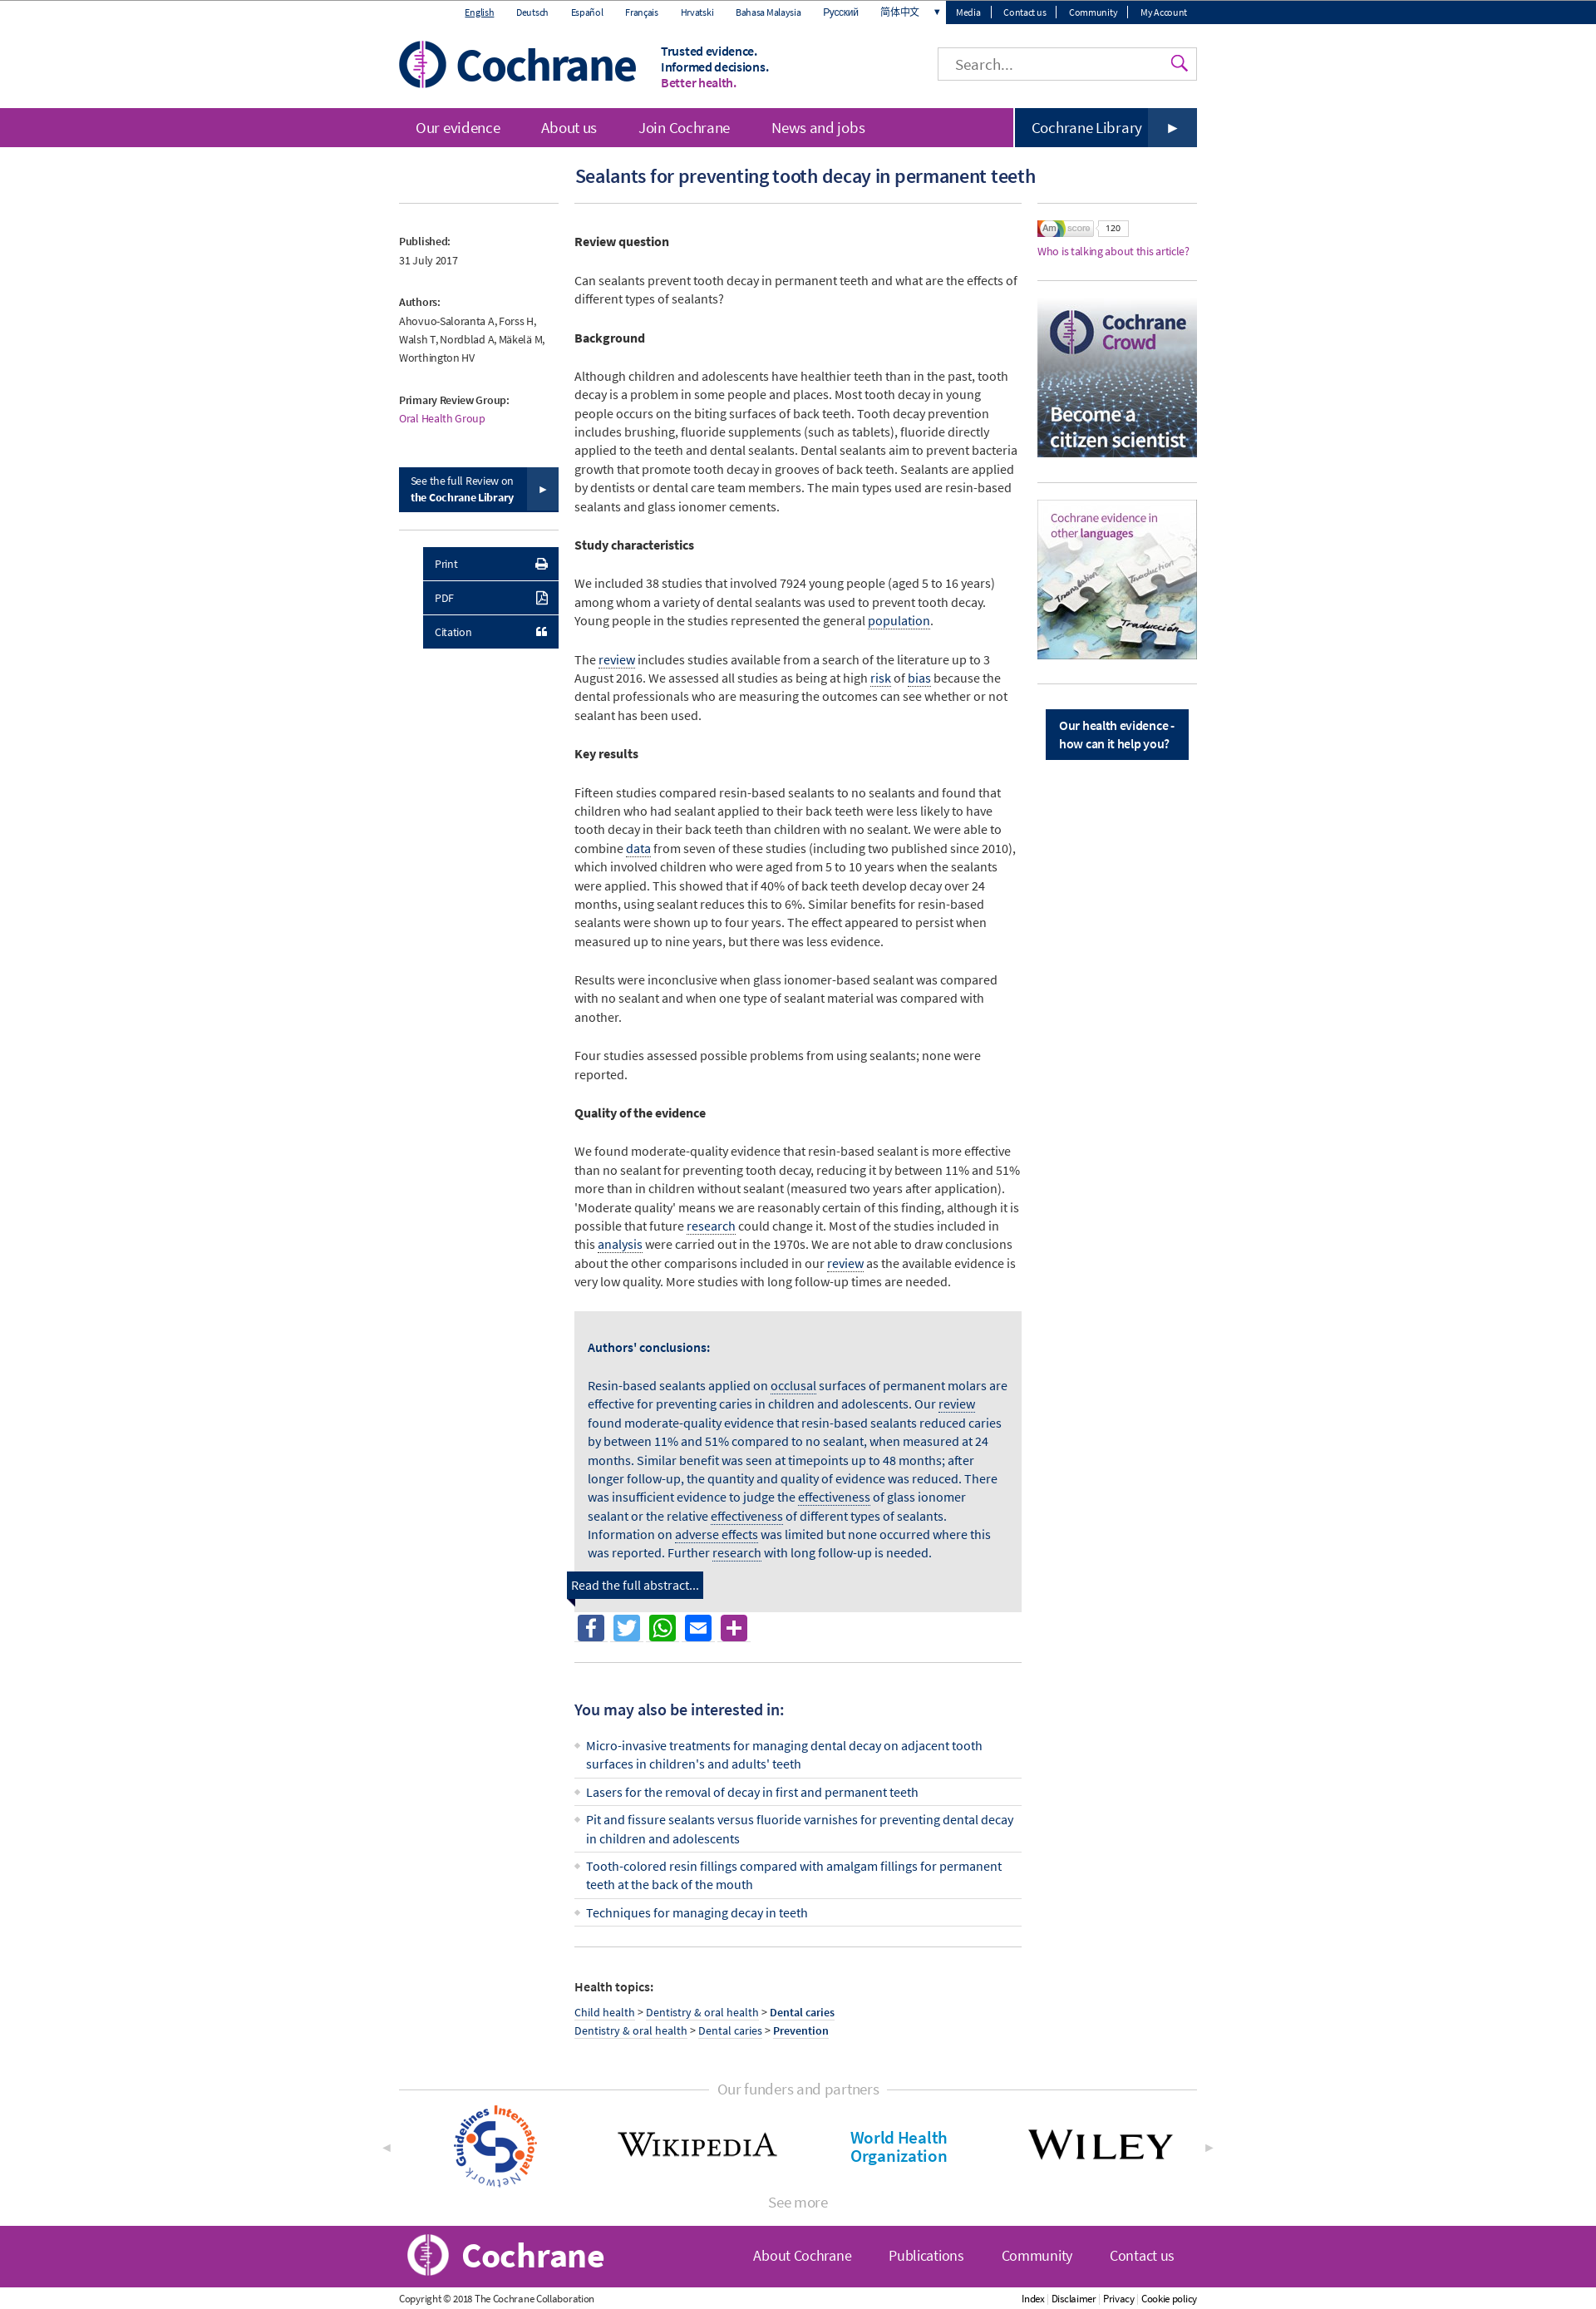 English Deutsch Español Français Hrvatski Bahasa Malaysia Русский 简体中文 ▼ Media Contact us Community My Account
Cochrane
Trusted evidence.
Informed decisions.
Better health.
Search...
Our evidence About us Join Cochrane News and jobs Cochrane Library ►
Sealants for preventing tooth decay in permanent teeth
Published:
31 July 2017
Authors:
Ahovuo-Saloranta A, Forss H,
Walsh T, Nordblad A, Mäkelä M,
Worthington HV
Primary Review Group:
Oral Health Group
See the full Review on
the Cochrane Library
Print
PDF
Citation
Review question
Can sealants prevent tooth decay in permanent teeth and what are the effects of
different types of sealants?
Background
Although children and adolescents have healthier teeth than in the past, tooth
decay is a problem in some people and places. Most tooth decay in young
people occurs on the biting surfaces of back teeth. Tooth decay prevention
includes brushing, fluoride supplements (such as tablets), fluoride directly
applied to the teeth and dental sealants. Dental sealants aim to prevent bacteria
growth that promote tooth decay in grooves of back teeth. Sealants are applied
by dentists or dental care team members. The main types used are resin-based
sealants and glass ionomer cements.
Study characteristics
We included 38 studies that involved 7924 young people (aged 5 to 16 years)
among whom a variety of dental sealants was used to prevent tooth decay.
Young people in the studies represented the general population.
The review includes studies available from a search of the literature up to 3
August 2016. We assessed all studies as being at high risk of bias because the
dental professionals who are measuring the outcomes can see whether or not
sealant has been used.
Key results
Fifteen studies compared resin-based sealants to no sealants and found that
children who had sealant applied to their back teeth were less likely to have
tooth decay in their back teeth than children with no sealant. We were able to
combine data from seven of these studies (including two published since 2010),
which involved children who were aged from 5 to 10 years when the sealants
were applied. This showed that if 40% of back teeth develop decay over 24
months, using sealant reduces this to 6%. Similar benefits for resin-based
sealants were shown up to four years. The effect appeared to persist when
measured up to nine years, but there was less evidence.
Results were inconclusive when glass ionomer-based sealant was compared
with no sealant and when one type of sealant material was compared with
another.
Four studies assessed possible problems from using sealants; none were
reported.
Quality of the evidence
We found moderate-quality evidence that resin-based sealant is more effective
than no sealant for preventing tooth decay, reducing it by between 11% and 51%
more than in children without sealant (measured two years after application).
'Moderate quality' means we are reasonably certain of this finding, although it is
possible that future research could change it. Most of the studies included in
this analysis were carried out in the 1970s. We are not able to draw conclusions
about the other comparisons included in our review as the available evidence is
very low quality. More studies with long follow-up times are needed.
Authors' conclusions:
Resin-based sealants applied on occlusal surfaces of permanent molars are
effective for preventing caries in children and adolescents. Our review
found moderate-quality evidence that resin-based sealants reduced caries
by between 11% and 51% compared to no sealant, when measured at 24
months. Similar benefit was seen at timepoints up to 48 months; after
longer follow-up, the quantity and quality of evidence was reduced. There
was insufficient evidence to judge the effectiveness of glass ionomer
sealant or the relative effectiveness of different types of sealants.
Information on adverse effects was limited but none occurred where this
was reported. Further research with long follow-up is needed.
Read the full abstract...
Am score 120
Who is talking about this article?
Cochrane
Crowd
Become a
citizen scientist
Cochrane evidence in
other languages
Translation
Traduction
Traducción
Our health evidence -
how can it help you?
You may also be interested in:
Micro-invasive treatments for managing dental decay on adjacent tooth
surfaces in children's and adults' teeth
Lasers for the removal of decay in first and permanent teeth
Pit and fissure sealants versus fluoride varnishes for preventing dental decay
in children and adolescents
Tooth-colored resin fillings compared with amalgam fillings for permanent
teeth at the back of the mouth
Techniques for managing decay in teeth
Health topics:
Child health > Dentistry & oral health > Dental caries
Dentistry & oral health > Dental caries > Prevention
Our funders and partners
Guidelines International Network
WIKIPEDIA
World Health
Organization
WILEY
See more
Cochrane About Cochrane Publications Community Contact us
Copyright © 2018 The Cochrane Collaboration Index | Disclaimer | Privacy | Cookie policy